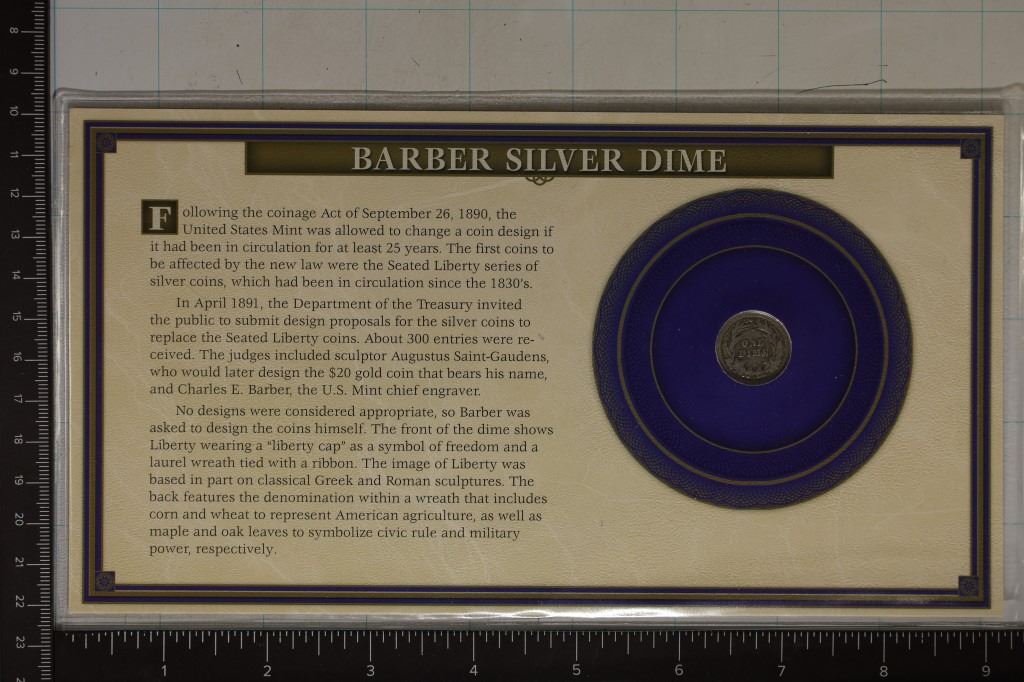 BARBER SILVER DIME
Following the coinage Act of September 26, 1890, the
United States Mint was allowed to change a coin design if
it had been in circulation for at least 25 years. The first coins to
be affected by the new law were the Seated Liberty series of
silver coins, which had been in circulation since the 1830's.
In April 1891, the Department of the Treasury invited
the public to submit design proposals for the silver coins to
replace the Seated Liberty coins. About 300 entries were re-
ceived. The judges included sculptor Augustus Saint-Gaudens,
who would later design the $20 gold coin that bears his name,
and Charles E. Barber, the U.S. Mint chief engraver.
No designs were considered appropriate, so Barber was
asked to design the coins himself. The front of the dime shows
Liberty wearing a "liberty cap" as a symbol of freedom and a
laurel wreath tied with a ribbon. The image of Liberty was
based in part on classical Greek and Roman sculptures. The
back features the denomination within a wreath that includes
corn and wheat to represent American agriculture, as well as
maple and oak leaves to symbolize civic rule and military
power, respectively.
ONE
DIME
8
9
10
11
12
13
14
15
16
17
18
19
20
21
22
23
1 2 3 4 5 6 7 8 9